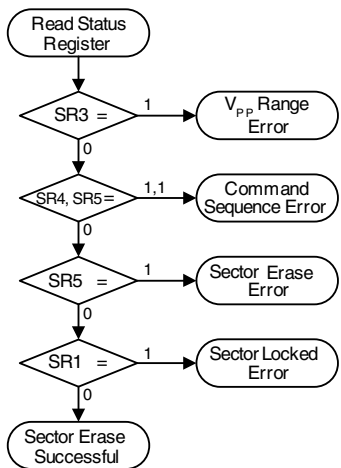 Read Status
Register
SR3 =
1
V_PP Range
Error
0
SR4, SR5=
1,1
Command
Sequence Error
0
SR5 =
1
Sector Erase
Error
0
SR1 =
1
Sector Locked
Error
0
Sector Erase
Successful